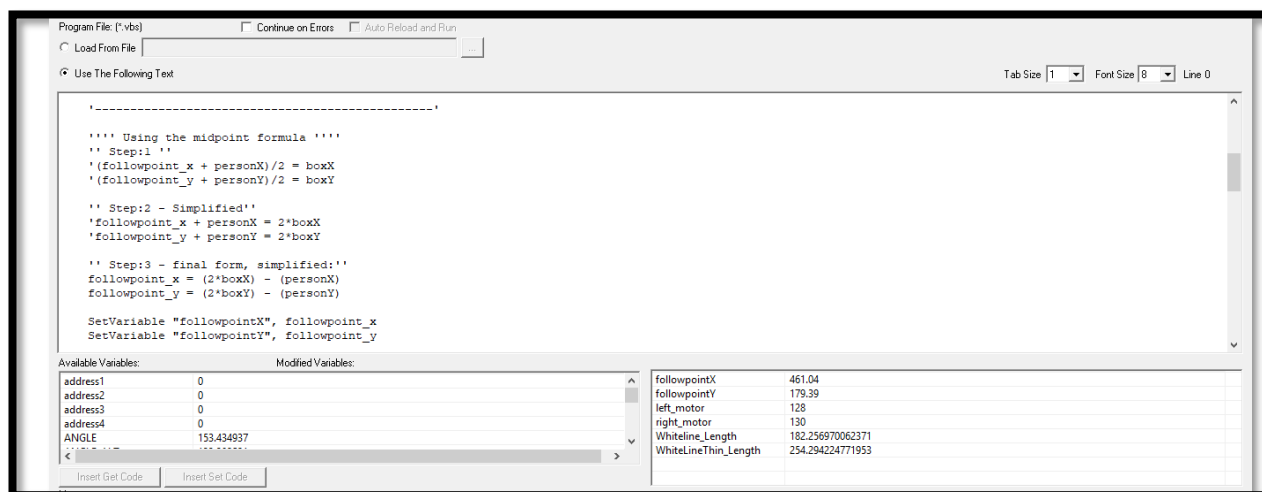 Program File: (*.vbs) Continue on Errors Auto Reload and Run
Load From File ...
Use The Following Text Tab Size 1 Font Size 8 Line 0
'------------------------------------------------'
'''' Using the midpoint formula ''''
'' Step:1 ''
'(followpoint_x + personX)/2 = boxX
'(followpoint_y + personY)/2 = boxY
'' Step:2 - Simplified''
'followpoint_x + personX = 2*boxX
'followpoint_y + personY = 2*boxY
'' Step:3 - final form, simplified:''
followpoint_x = (2*boxX) - (personX)
followpoint_y = (2*boxY) - (personY)
SetVariable "followpointX", followpoint_x
SetVariable "followpointY", followpoint_y
Available Variables: Modified Variables:
address1 0
address2 0
address3 0
address4 0
ANGLE 153.434937
followpointX 461.04
followpointY 179.39
left_motor 128
right_motor 130
Whiteline_Length 182.256970062371
WhiteLineThin_Length 254.294224771953
Insert Get Code Insert Set Code